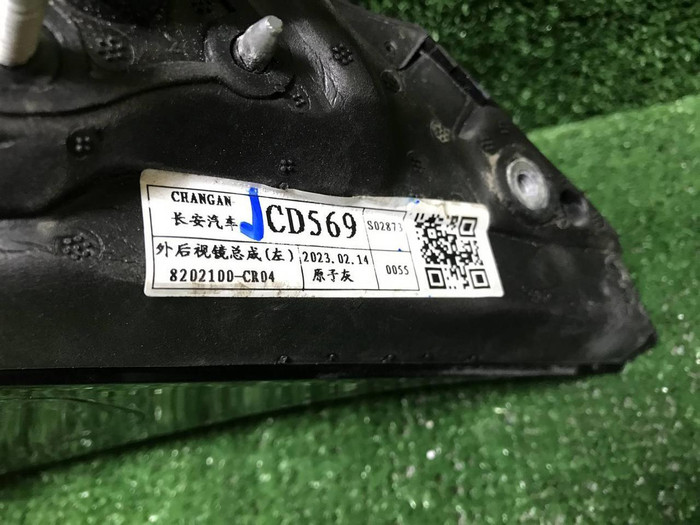 CHANGAN
长安汽车
CD569
S02873
外后视镜总成(左)
8202100-CR04
2023.02.14
原子灰
0055